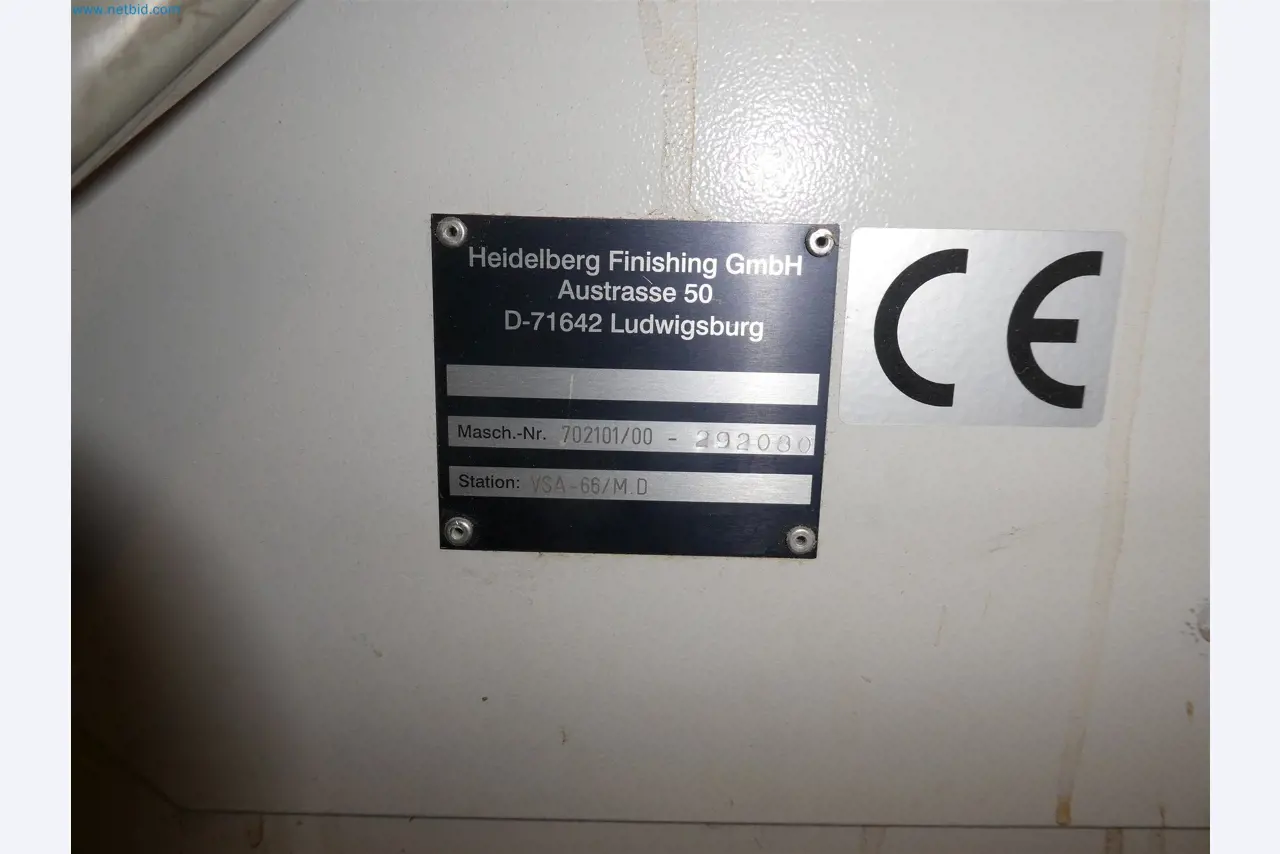 www.netbid.com
Heidelberg Finishing GmbH
Austrasse 50
D-71642 Ludwigsburg
Masch.-Nr. 702101/00 - 292080
Station: VSA-66/M.D
CE